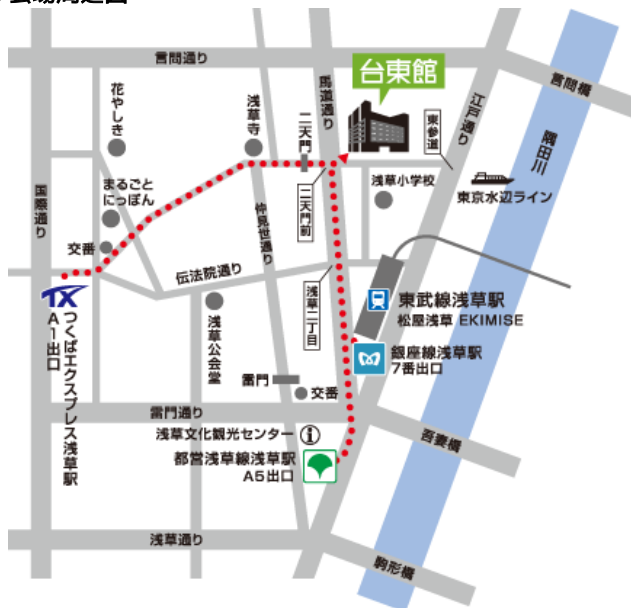 言問通り
台東館
花やしき
浅草寺
二天門
馬道通り
東参道
江戸通り
言問橋
隅田川
国際通り
まるごと
にっぽん
交番
仲見世通り
二天門前
浅草小学校
東京水辺ライン
伝法院通り
TX
つくばエクスプレス浅草駅
A1出口
浅草公会堂
浅草二丁目
東武線浅草駅
松屋浅草 EKIMISE
銀座線浅草駅
7番出口
雷門
交番
雷門通り
浅草文化観光センター
都営浅草線浅草駅
A5出口
吾妻橋
浅草通り
駒形橋